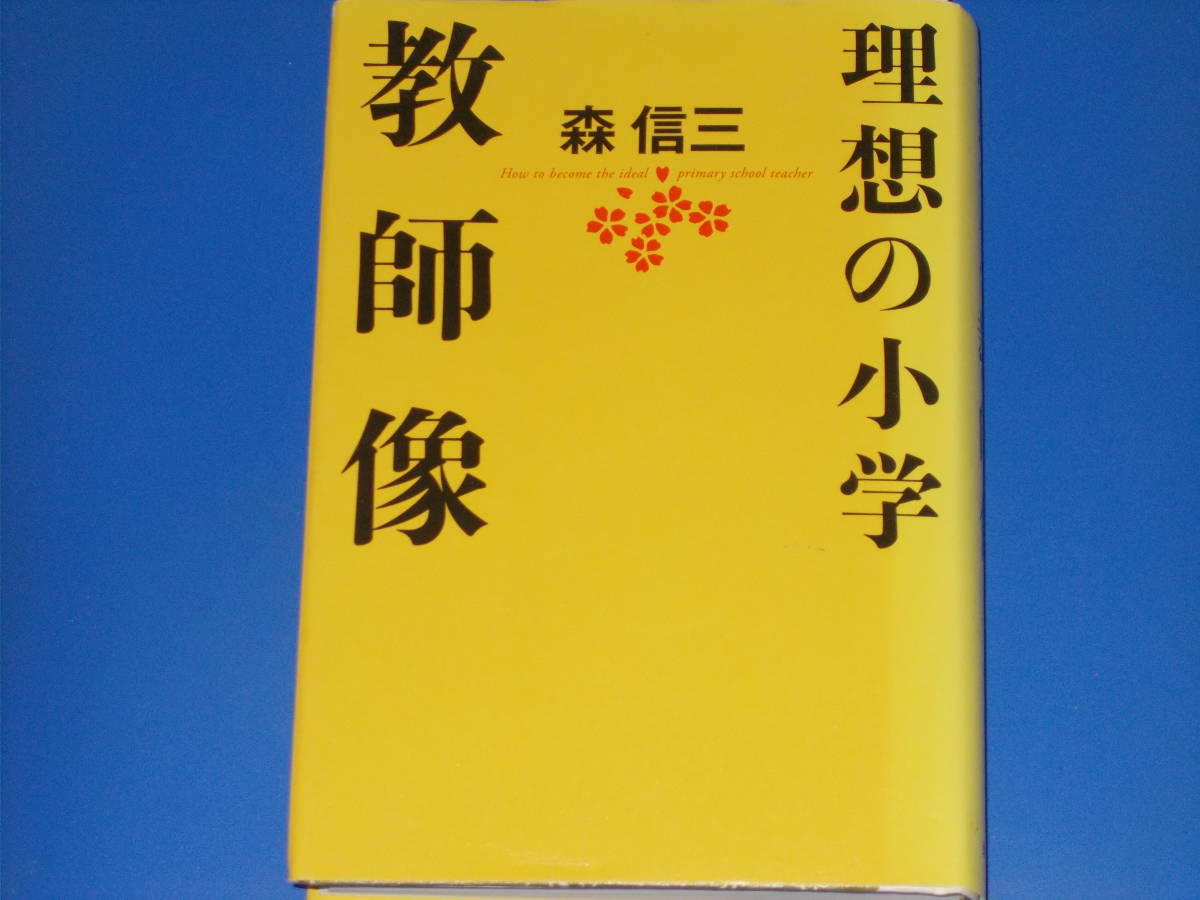 理想の小学
教師像
森 信三
How to become the ideal primary school teacher